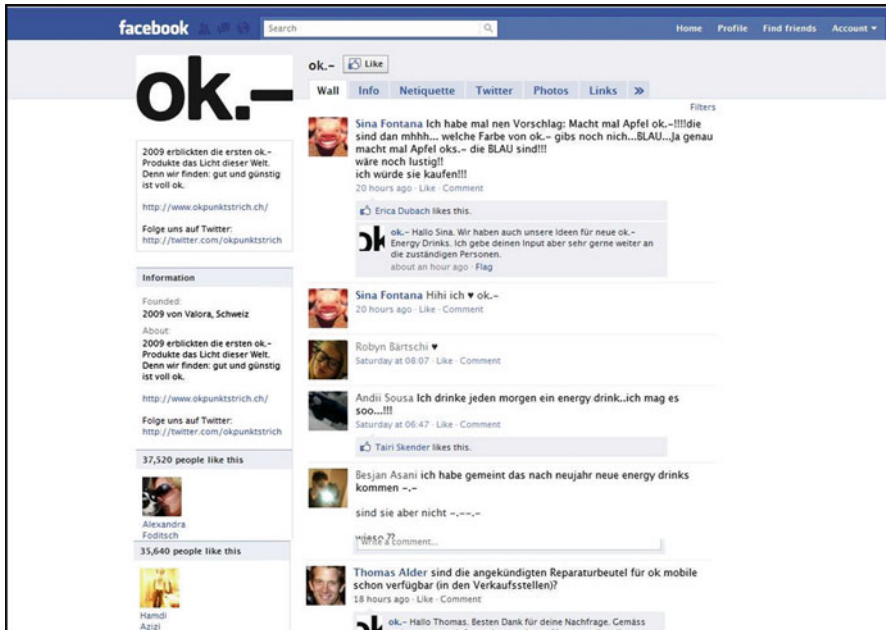 facebook
Search
Home Profile Find friends Account
ok.–
2009 erblickten die ersten ok.–
Produkte das Licht dieser Welt.
Denn wir finden: gut und günstig
ist voll ok.
http://www.okpunktstrich.ch/
Folge uns auf Twitter:
http://twitter.com/okpunktstrich
Information
Founded:
2009 von Valora, Schweiz
About:
2009 erblickten die ersten ok.–
Produkte das Licht dieser Welt.
Denn wir finden: gut und günstig
ist voll ok.
http://www.okpunktstrich.ch/
Folge uns auf Twitter:
http://twitter.com/okpunktstrich
37,520 people like this
Alexandra
Foditsch
35,640 people like this
Hamdi
Azizi
ok.– Like
Wall Info Netiquette Twitter Photos Links »
Filters
Sina Fontana Ich habe mal nen Vorschlag: Macht mal Apfel ok.–!!!!die
sind dan mhhh... welche Farbe von ok.– gibs noch nich...BLAU...Ja genau
macht mal Apfel oks.– die BLAU sind!!!
wäre noch lustig!!
ich würde sie kaufen!!!
20 hours ago · Like · Comment
Erica Dubach likes this.
ok.– Hallo Sina. Wir haben auch unsere Ideen für neue ok.–
Energy Drinks. Ich gebe deinen Input aber sehr gerne weiter an
die zuständigen Personen.
about an hour ago · Flag
ok
Sina Fontana Hihi ich ♥ ok.–
20 hours ago · Like · Comment
Robyn Bärtschi ♥
Saturday at 08:07 · Like · Comment
Andii Sousa Ich drinke jeden morgen ein energy drink..ich mag es
soo...!!!
Saturday at 06:47 · Like · Comment
Tairi Skender likes this.
Besjan Asani ich habe gemeint das nach neujahr neue energy drinks
kommen –.–
sind sie aber nicht –.––.–
wieso ??
Write a comment...
Thomas Alder sind die angekündigten Reparaturbeutel für ok mobile
schon verfügbar (in den Verkaufsstellen)?
18 hours ago · Like · Comment
ok.– Hallo Thomas. Besten Dank für deine Nachfrage. Gemäss